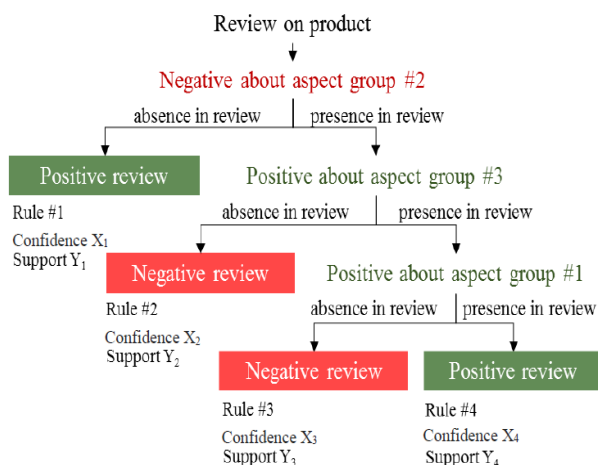 Review on product
Negative about aspect group #2
absence in review presence in review
Positive review
Positive about aspect group #3
Rule #1
Confidence X1
Support Y1
absence in review presence in review
Negative review
Positive about aspect group #1
Rule #2
Confidence X2
Support Y2
absence in review presence in review
Negative review Positive review
Rule #3 Rule #4
Confidence X3 Confidence X4
Support Y3 Support Y4